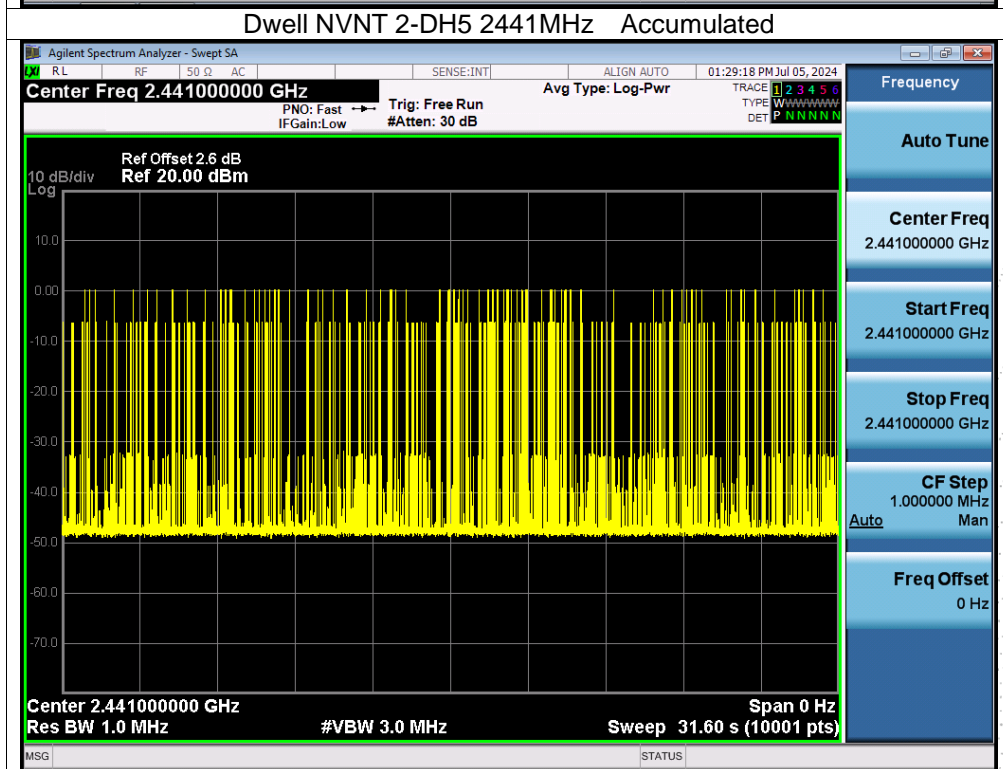 Dwell NVNT 2-DH5 2441MHz Accumulated
Agilent Spectrum Analyzer - Swept SA
LXI RL RF 50 Ω AC SENSE:INT ALIGN AUTO 01:29:18 PM Jul 05, 2024
Center Freq 2.441000000 GHz
PNO: Fast
IFGain:Low
Trig: Free Run
#Atten: 30 dB
Avg Type: Log-Pwr
TRACE 1 2 3 4 5 6
TYPE WWWWWWW
DET P N N N N N
Ref Offset 2.6 dB
10 dB/div Ref 20.00 dBm
Log
10.0
0.00
-10.0
-20.0
-30.0
-40.0
-50.0
-60.0
-70.0
Center 2.441000000 GHz Span 0 Hz
Res BW 1.0 MHz #VBW 3.0 MHz Sweep 31.60 s (10001 pts)
MSG STATUS
Frequency
Auto Tune
Center Freq
2.441000000 GHz
Start Freq
2.441000000 GHz
Stop Freq
2.441000000 GHz
CF Step
1.000000 MHz
Auto Man
Freq Offset
0 Hz